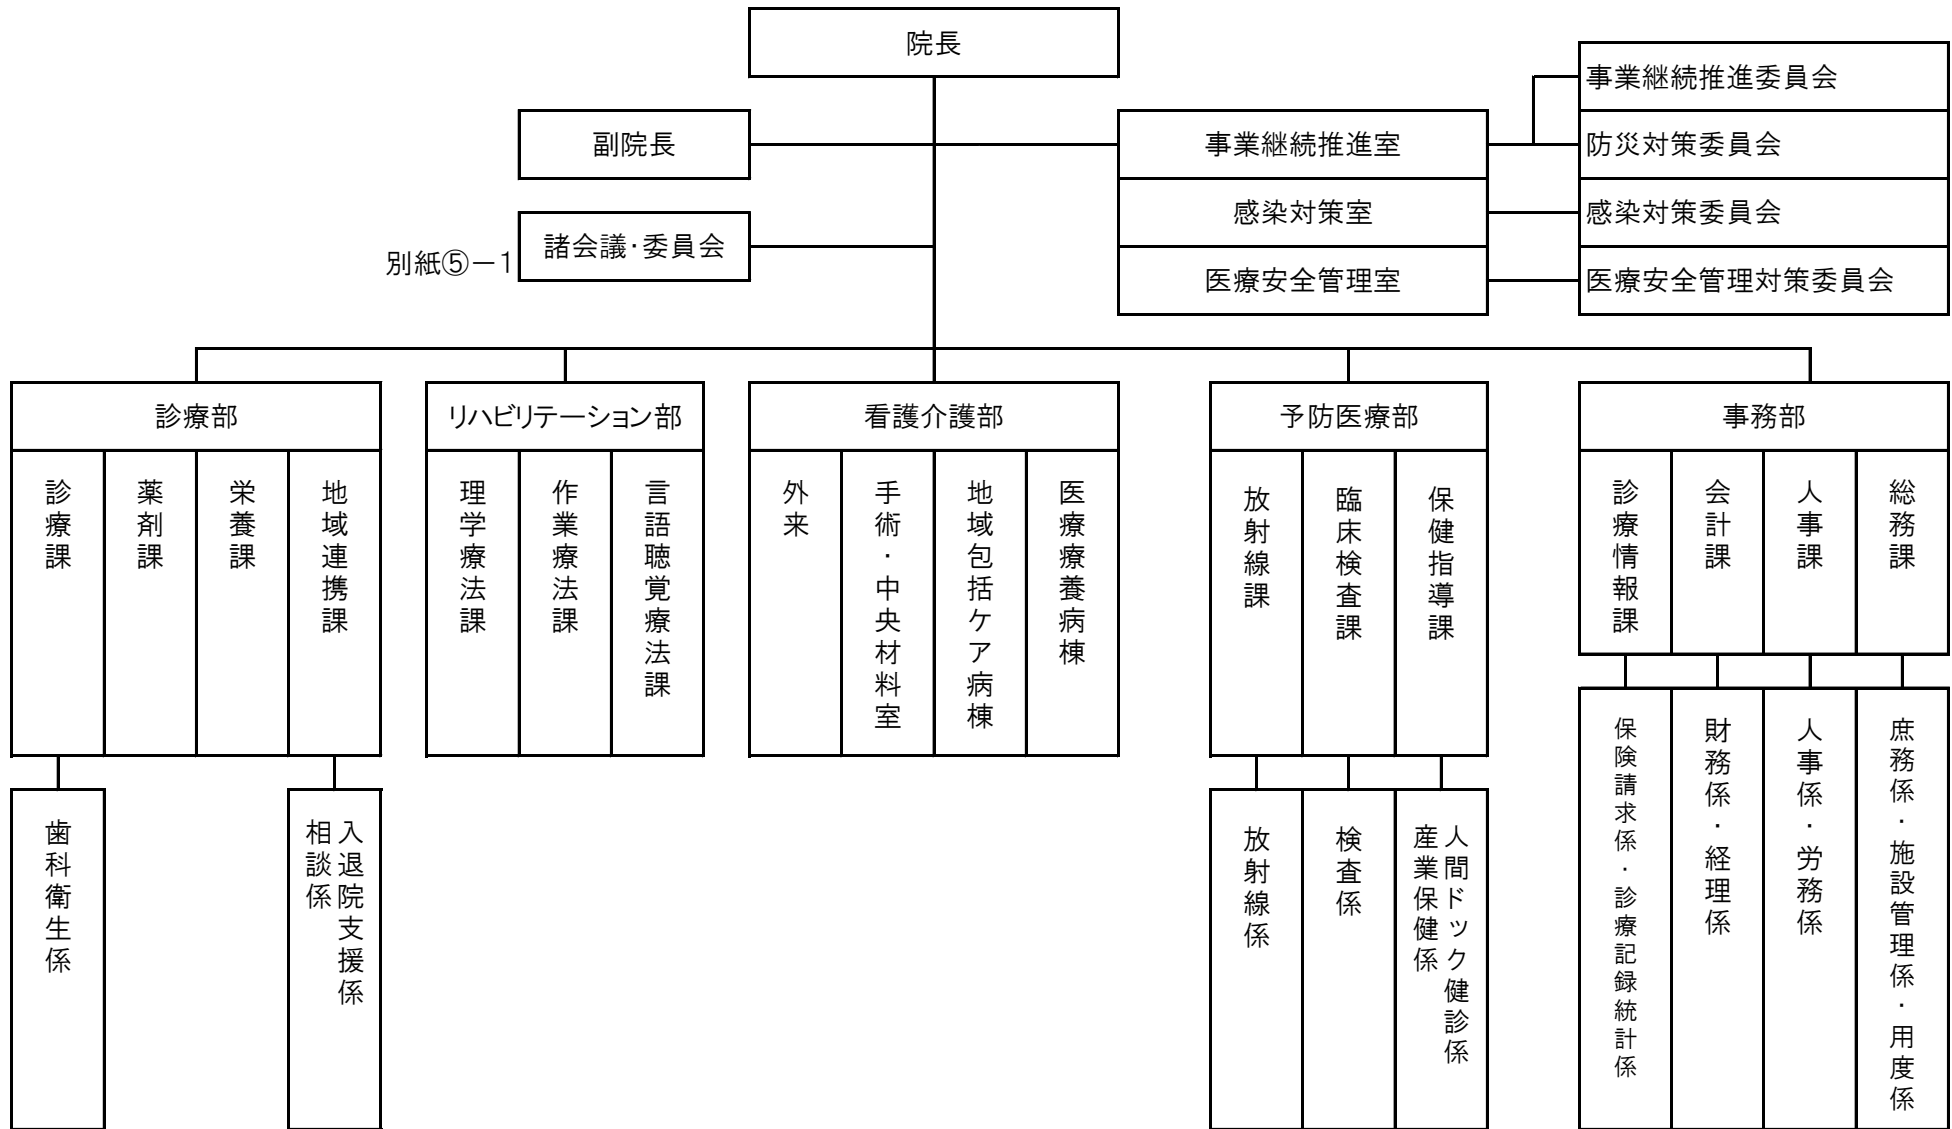 院長
事業継続推進委員会
副院長
事業継続推進室
防災対策委員会
感染対策室
感染対策委員会
別紙⑤－1
諸会議・委員会
医療安全管理室
医療安全管理対策委員会
診療部
リハビリテーション部
看護介護部
予防医療部
事務部
診療課
薬剤課
栄養課
地域連携課
理学療法課
作業療法課
言語聴覚療法課
外来
手術・中央材料室
地域包括ケア病棟
医療療養病棟
放射線課
臨床検査課
保健指導課
診療情報課
会計課
人事課
総務課
歯科衛生係
入退院支援係
相談係
放射線係
検査係
人間ドック健診係
産業保健係
保険請求係・診療記録統計係
財務係・経理係
人事係・労務係
庶務係・施設管理係・用度係